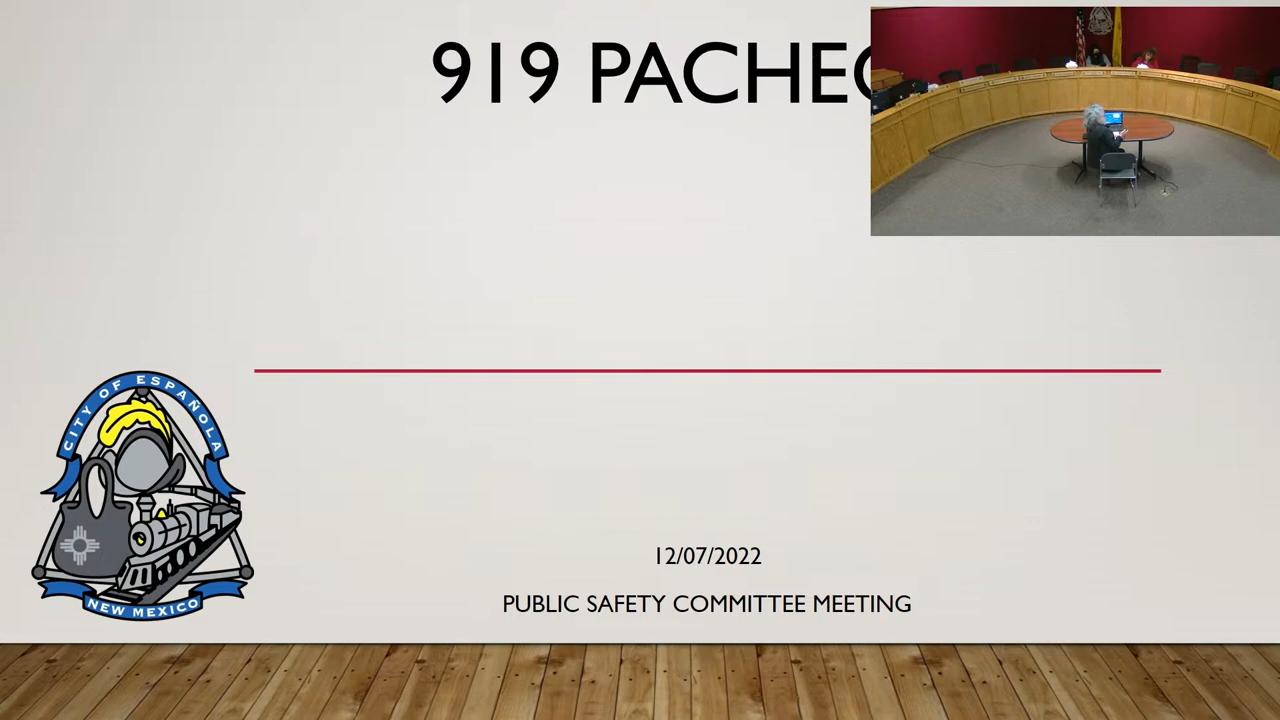 919 PACHEC
CITY OF ESPAÑOLA
NEW MEXICO
12/07/2022
PUBLIC SAFETY COMMITTEE MEETING